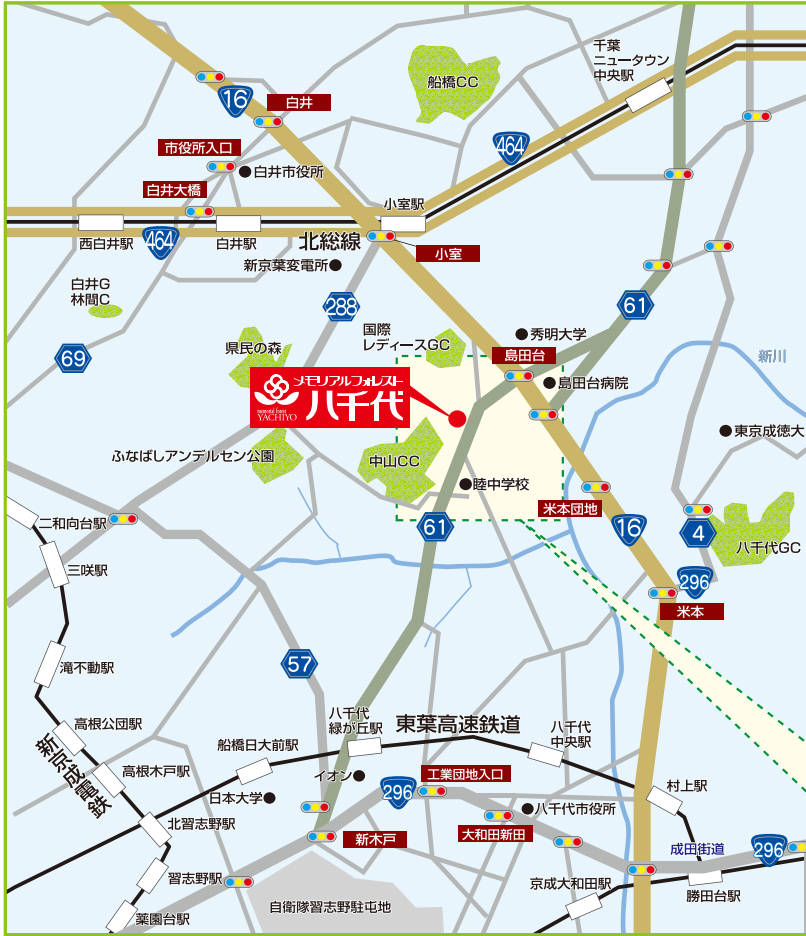 千葉
ニュータウン
中央駅
船橋CC
16
白井
市役所入口
白井市役所
白井大橋
464
小室駅
西白井駅
464
白井駅
北総線
小室
新京葉変電所
白井G
林間C
288
61
69
国際
レディースGC
秀明大学
県民の森
島田台
新川
島田台病院
メモリアルフォレスト
八千代
memorial forest
YACHIYO
東京成徳大
ふなばしアンデルセン公園
中山CC
睦中学校
米本団地
二和向台駅
61
16
4
八千代GC
三咲駅
296
米本
57
滝不動駅
高根公団駅
八千代
緑が丘駅
東葉高速鉄道
八千代
中央駅
新京成電鉄
船橋日大前駅
高根木戸駅
イオン
工業団地入口
296
村上駅
日本大学
八千代市役所
北習志野駅
新木戸
大和田新田
成田街道
296
習志野駅
京成大和田駅
勝田台駅
薬園台駅
自衛隊習志野駐屯地